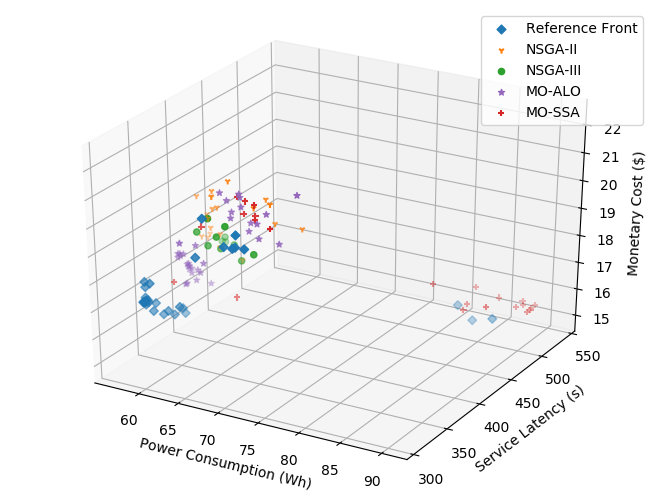 Reference Front
NSGA-II
NSGA-III
MO-ALO
MO-SSA
22
21
20
19
18
17
16
15
Monetary Cost ($)
550
500
450
400
350
300
Service Latency (s)
60
65
70
75
80
85
90
Power Consumption (Wh)